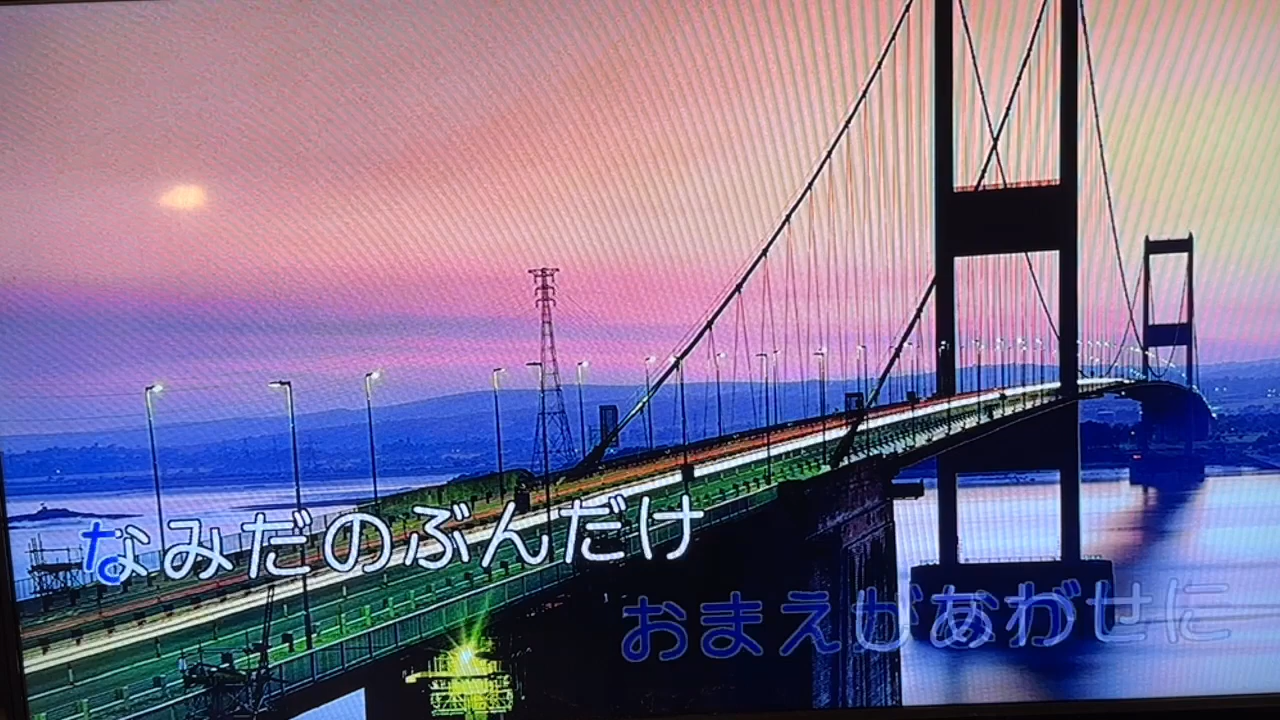 なみだのぶんだけ
おまえ
しあわせに